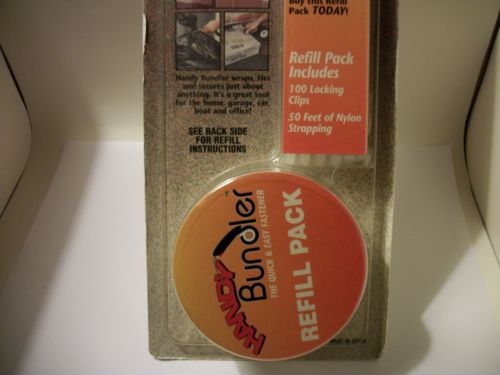 Buy this Refill
Pack TODAY!
Refill Pack
Includes
100 Locking
Clips
50 Feet of Nylon
Strapping
Handy Bundler wraps, ties
and secures just about
anything. It's a great tool
for the home, garage, car,
boat and office!
SEE BACK SIDE
FOR REFILL
INSTRUCTIONS
HANDY
Bundler
™
THE QUICK & EASY FASTENER
REFILL PACK